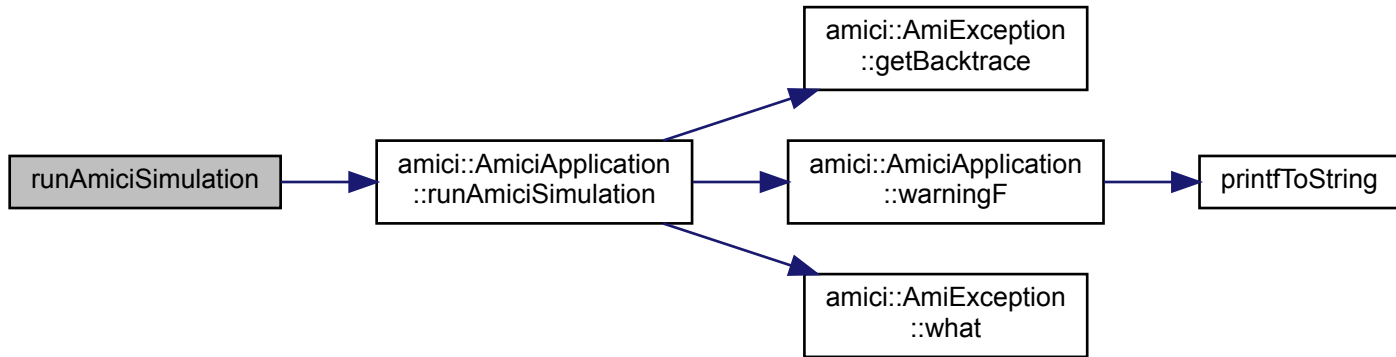 runAmiciSimulation
amici::AmiciApplication
::runAmiciSimulation
amici::AmiException
::getBacktrace
amici::AmiciApplication
::warningF
amici::AmiException
::what
printfToString